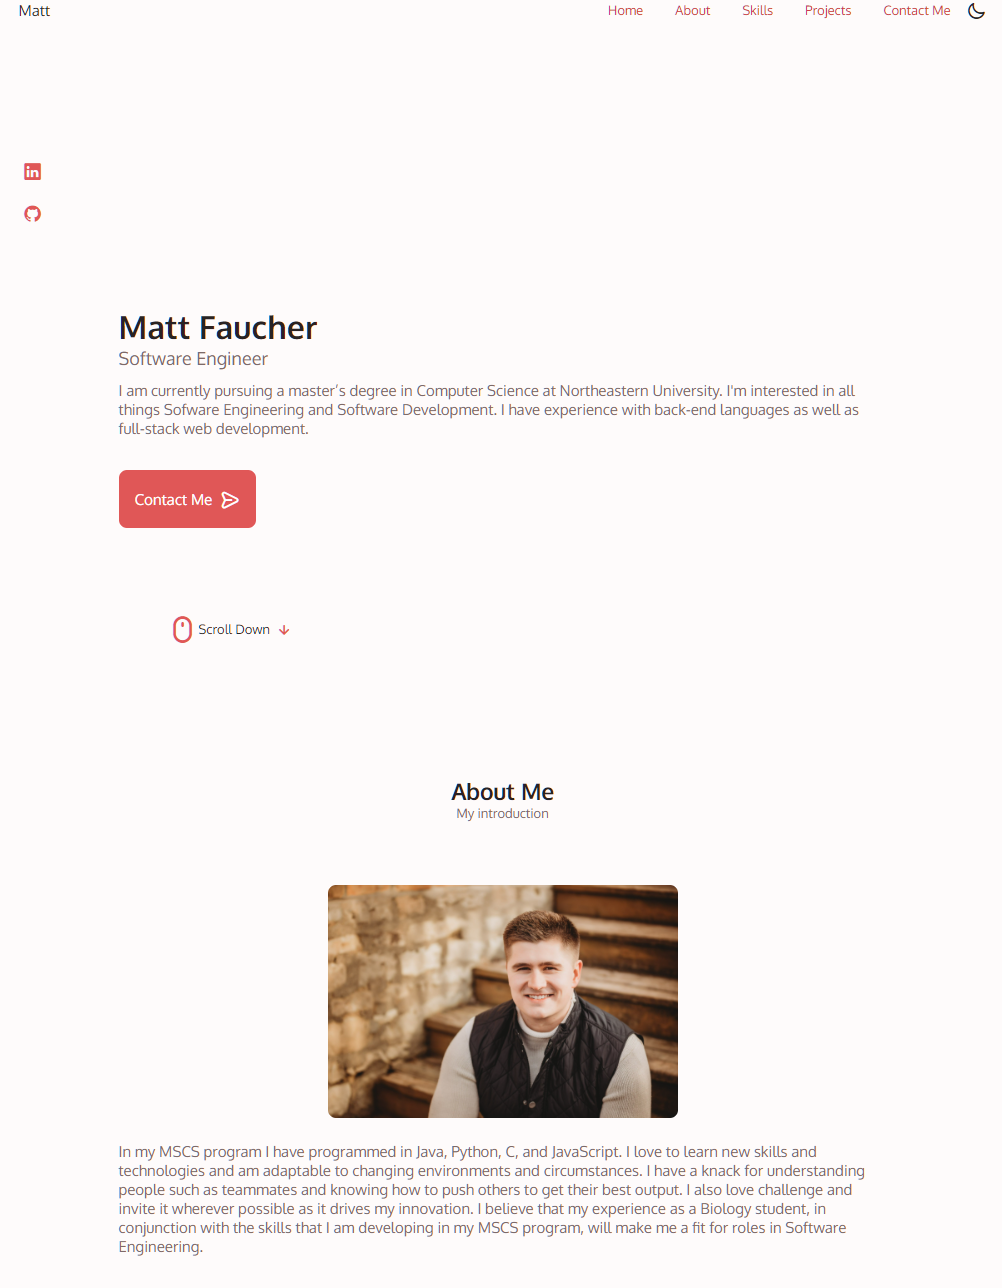 Matt
Home About Skills Projects Contact Me
Matt Faucher
Software Engineer
I am currently pursuing a master's degree in Computer Science at Northeastern University. I'm interested in all
things Sofware Engineering and Software Development. I have experience with back-end languages as well as
full-stack web development.
Contact Me
Scroll Down
About Me
My introduction
In my MSCS program I have programmed in Java, Python, C, and JavaScript. I love to learn new skills and
technologies and am adaptable to changing environments and circumstances. I have a knack for understanding
people such as teammates and knowing how to push others to get their best output. I also love challenge and
invite it wherever possible as it drives my innovation. I believe that my experience as a Biology student, in
conjunction with the skills that I am developing in my MSCS program, will make me a fit for roles in Software
Engineering.